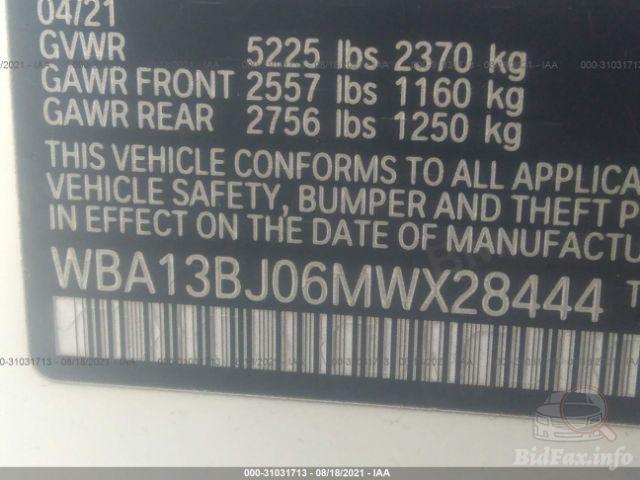 04/21
GVWR 5225 lbs 2370 kg
GAWR FRONT 2557 lbs 1160 kg
GAWR REAR 2756 lbs 1250 kg
THIS VEHICLE CONFORMS TO ALL APPLICA
VEHICLE SAFETY, BUMPER AND THEFT P
IN EFFECT ON THE DATE OF MANUFACTUR
WBA13BJ06MWX28444 T
BidFax.info
000-31031713 - 08/18/2021 - IAA